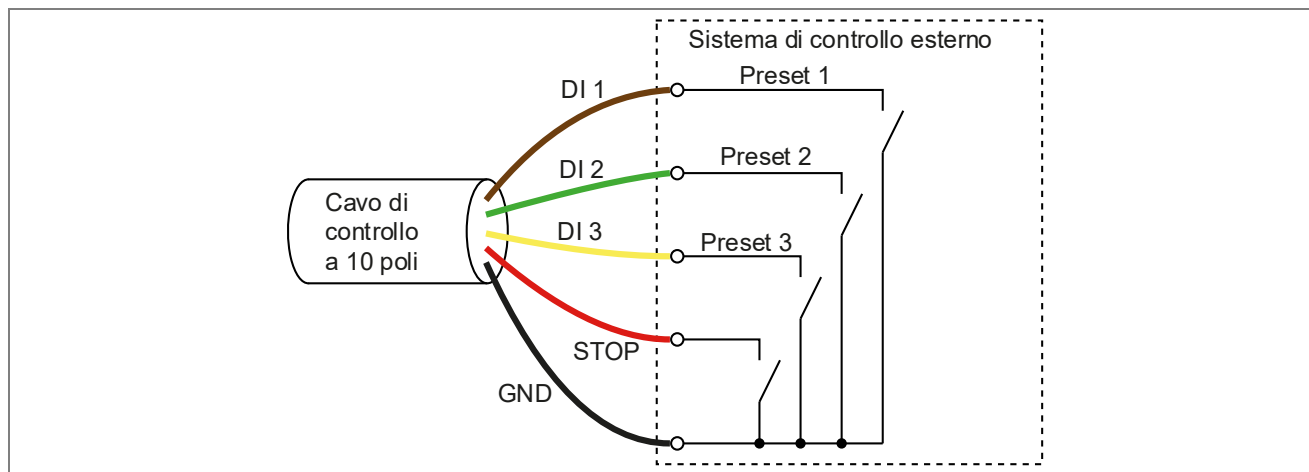 Sistema di controllo esterno
DI 1
Preset 1
DI 2
Preset 2
Cavo di
controllo
a 10 poli
DI 3
Preset 3
STOP
GND